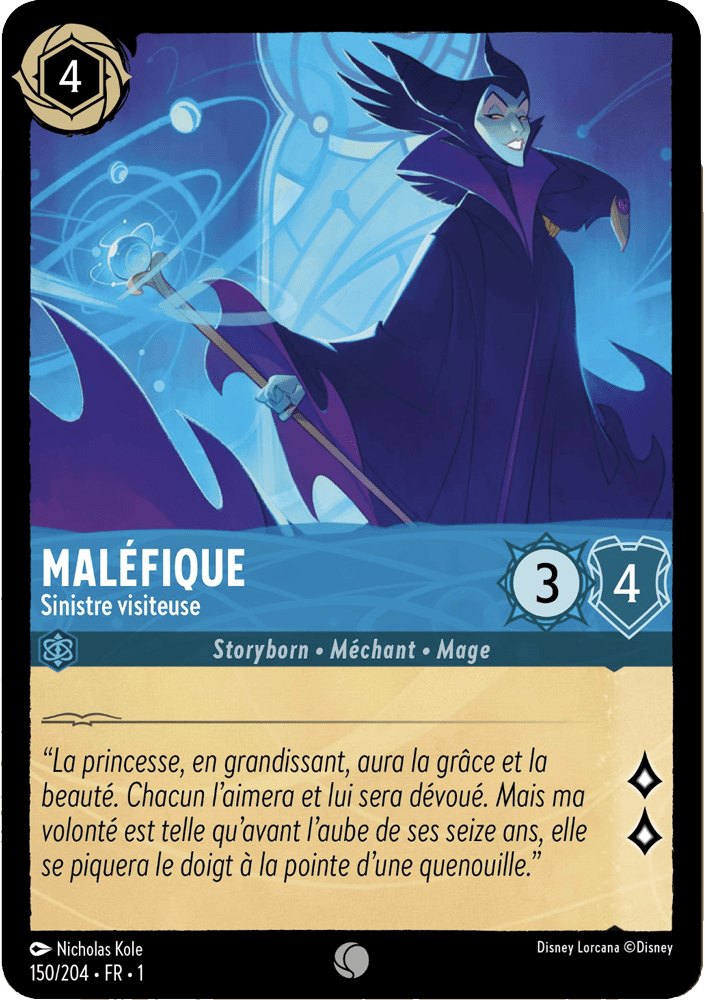 4
MALÉFIQUE
Sinistre visiteuse
3
4
Storyborn • Méchant • Mage
“La princesse, en grandissant, aura la grâce et la
beauté. Chacun l’aimera et lui sera dévoué. Mais ma
volonté est telle qu’avant l’aube de ses seize ans, elle
se piquera le doigt à la pointe d’une quenouille.”
Nicholas Kole
Disney Lorcana ©Disney
150/204 • FR • 1